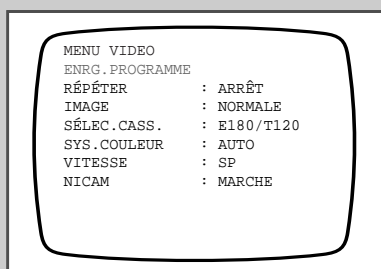 MENU VIDEO
ENRG.PROGRAMME
RÉPÉTER : ARRÊT
IMAGE : NORMALE
SÉLEC.CASS. : E180/T120
SYS.COULEUR : AUTO
VITESSE : SP
NICAM : MARCHE